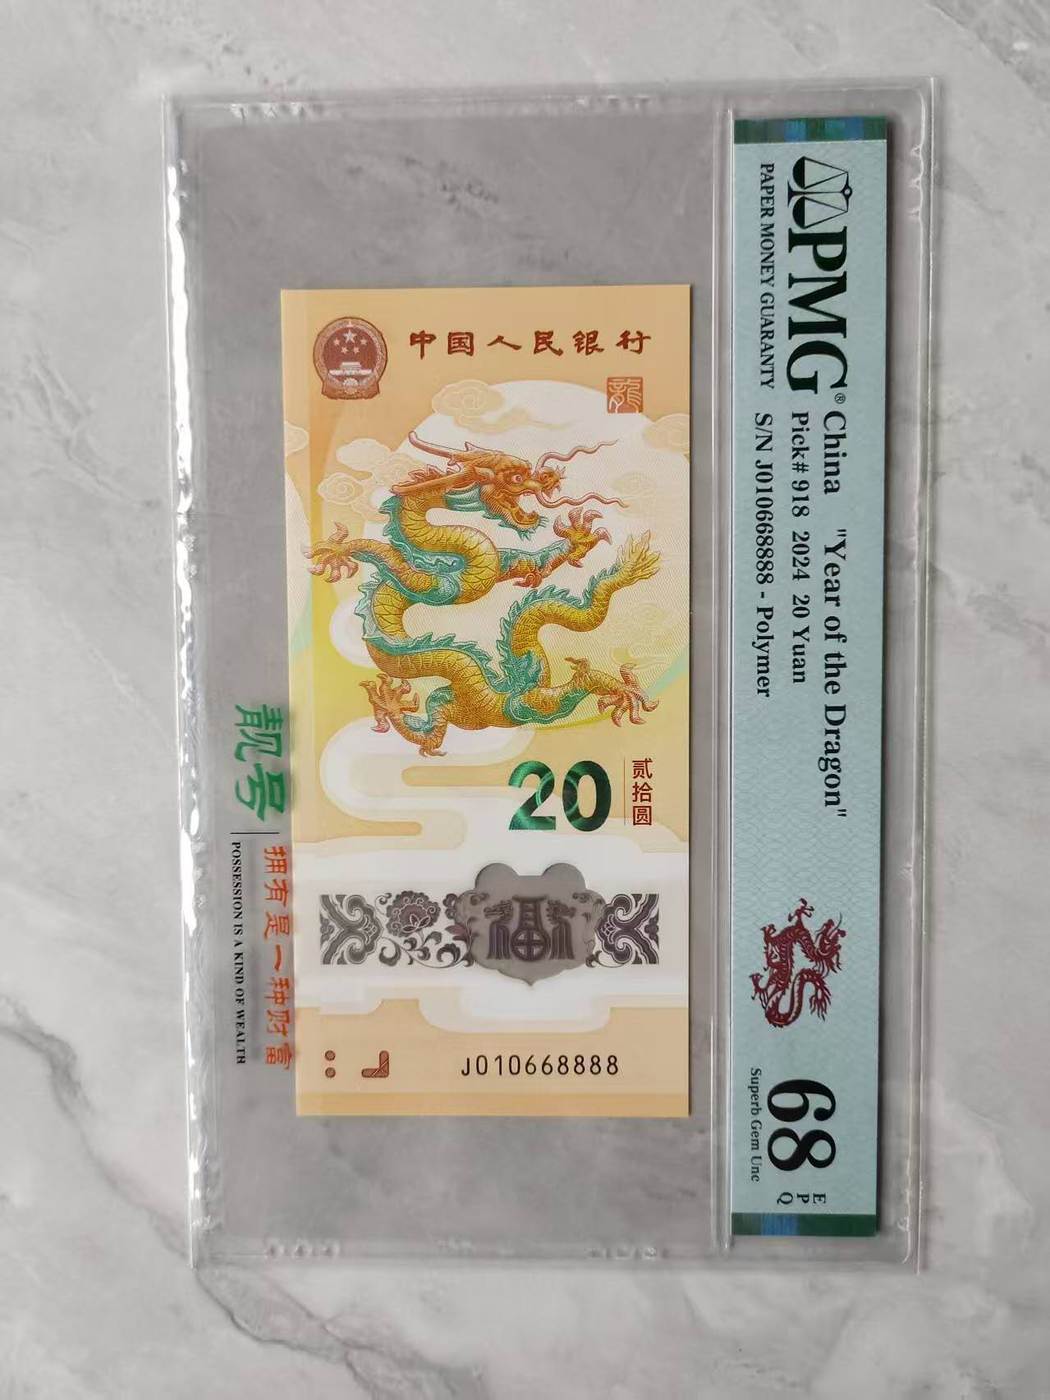 中国人民银行
龍
20
贰拾圆
福
J010668888
PMG®
PAPER MONEY GUARANTY
China "Year of the Dragon"
Pick# 918 2024 20 Yuan
S/N J010668888 - Polymer
68 EPQ
Superb Gem Unc
靓号
拥有是一种财富
POSSESSION IS A KIND OF WEALTH